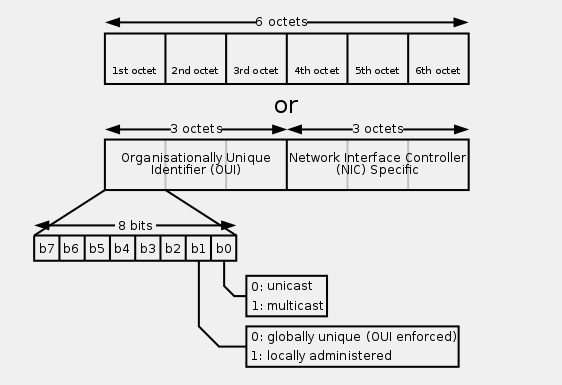 6 octets
1st octet 2nd octet 3rd octet 4th octet 5th octet 6th octet
or
3 octets 3 octets
Organisationally Unique Network Interface Controller
Identifier (OUI) (NIC) Specific
8 bits
b7 b6 b5 b4 b3 b2 b1 b0
0: unicast
1: multicast
0: globally unique (OUI enforced)
1: locally administered